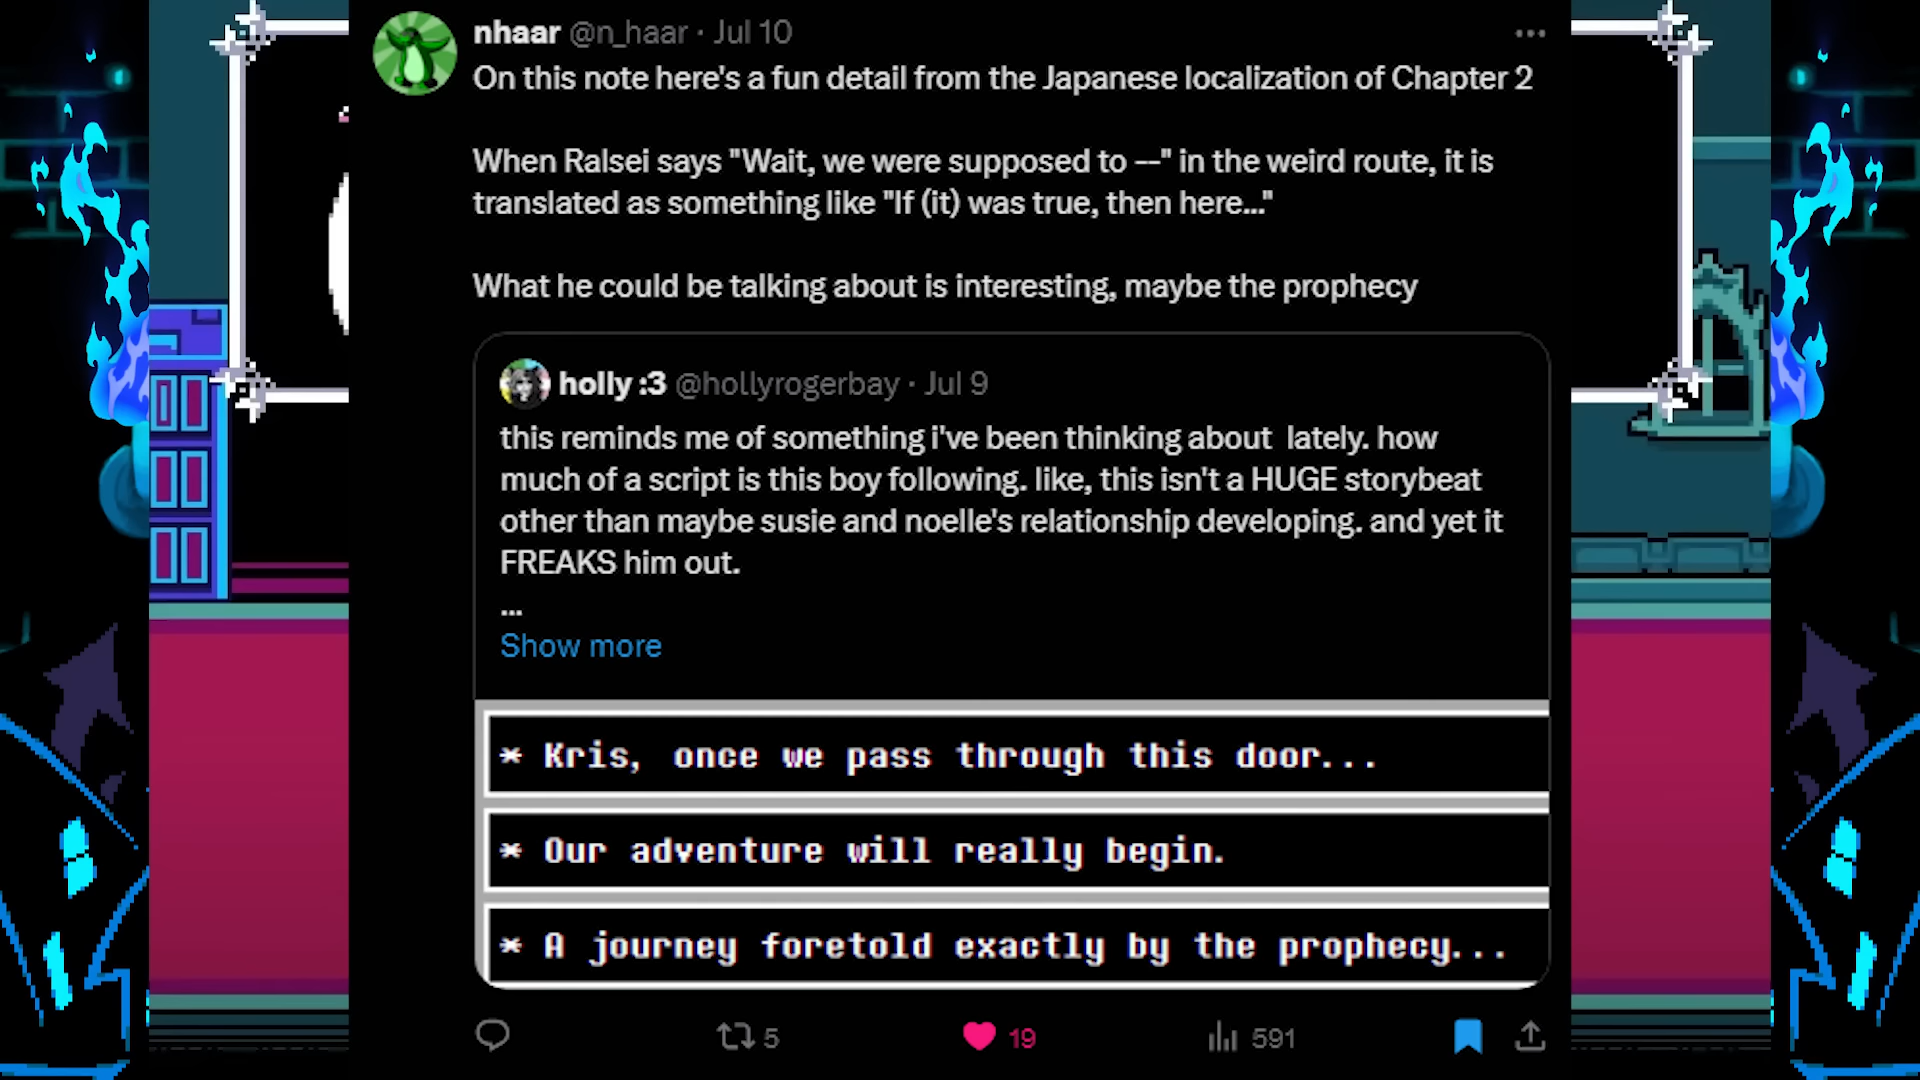 nhaar @n_haar · Jul 10
On this note here's a fun detail from the Japanese localization of Chapter 2
When Ralsei says "Wait, we were supposed to --" in the weird route, it is
translated as something like "If (it) was true, then here..."
What he could be talking about is interesting, maybe the prophecy
holly :3 @hollyrogerbay · Jul 9
this reminds me of something i've been thinking about  lately. how
much of a script is this boy following. like, this isn't a HUGE storybeat
other than maybe susie and noelle's relationship developing. and yet it
FREAKS him out.
...
Show more
* Kris, once we pass through this door...
* Our adventure will really begin.
* A journey foretold exactly by the prophecy...
5 19 591